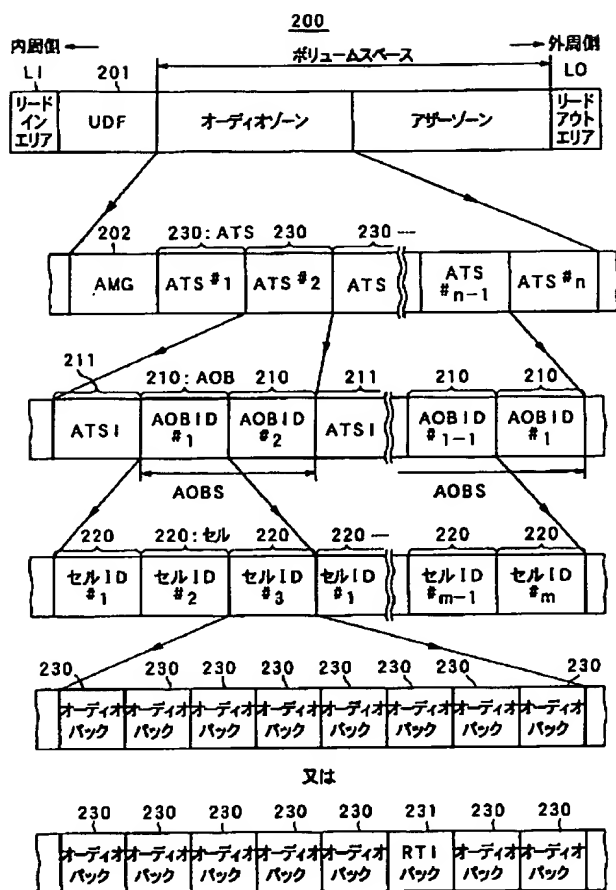 200
内周側 ← → 外周側
ボリュームスペース
LI 201 LO
リード
イン
エリア
UDF
オーディオゾーン
アザーゾーン
リード
アウト
エリア
202 230:ATS 230 230 ---
AMG ATS #1 ATS #2 ATS ATS #n-1 ATS #n
211 210:AOB 210 211 210 210
ATSI AOBID #1 AOBID #2 ATSI AOBID #1-1 AOBID #1
AOBS AOBS
220 220:セル 220 220 --- 220 220
セルID #1 セルID #2 セルID #3 セルID #1 セルID #m-1 セルID #m
230 230 230 230 230 230 230 230
オーディオ オーディオ オーディオ オーディオ オーディオ オーディオ オーディオ オーディオ
パック パック パック パック パック パック パック パック
又は
230 230 230 230 230 231 230 230
オーディオ オーディオ オーディオ オーディオ オーディオ RTI オーディオ オーディオ
パック パック パック パック パック パック パック パック